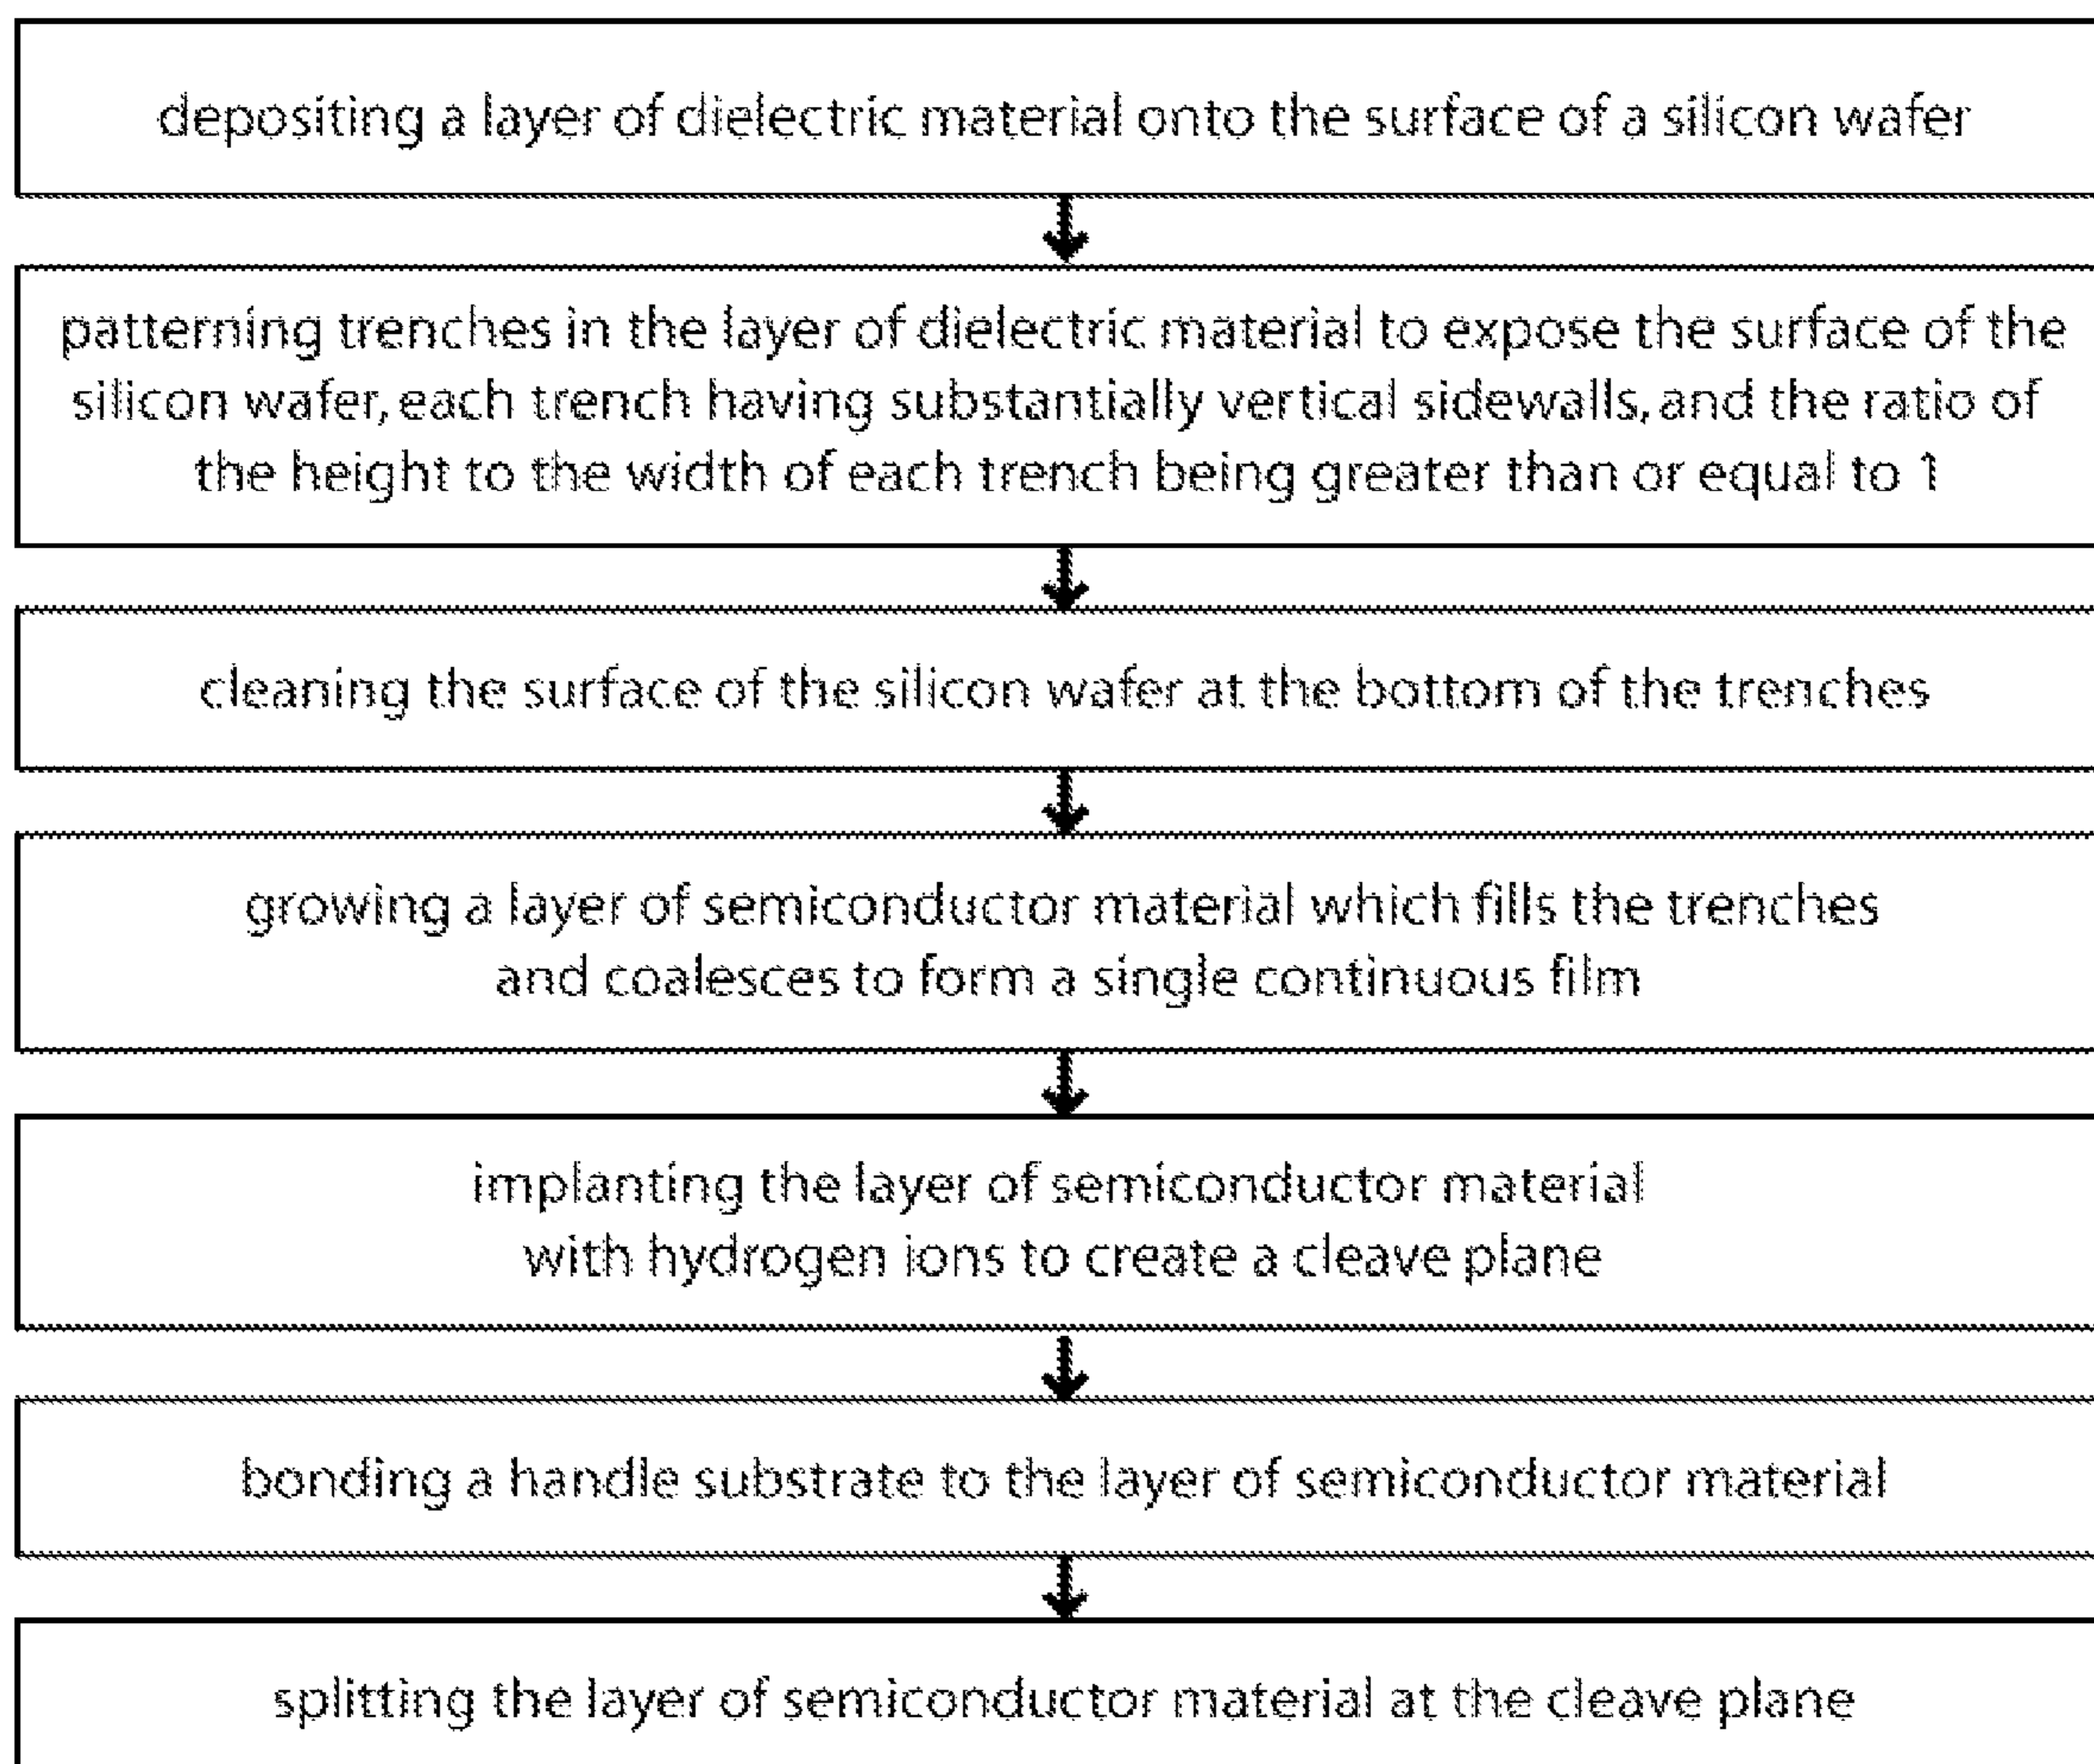 depositing a layer of dielectric material onto the surface of a silicon wafer
patterning trenches in the layer of dielectric material to expose the surface of the
silicon wafer, each trench having substantially vertical sidewalls, and the ratio of
the height to the width of each trench being greater than or equal to 1
cleaning the surface of the silicon wafer at the bottom of the trenches
growing a layer of semiconductor material which fills the trenches
and coalesces to form a single continuous film
implanting the layer of semiconductor material
with hydrogen ions to create a cleave plane
bonding a handle substrate to the layer of semiconductor material
splitting the layer of semiconductor material at the cleave plane